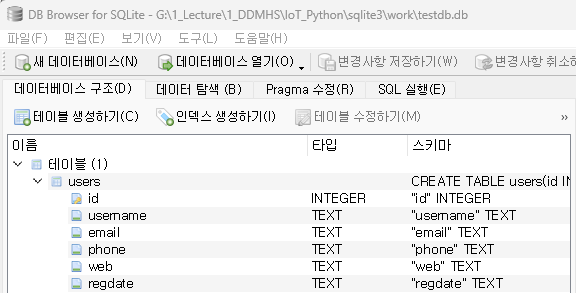 DB Browser for SQLite - G:\1_Lecture\1_DDMHS\IoT_Python\sqlite3\work\testdb.db
파일(F) 편집(E) 보기(V) 도구(L) 도움말(H)
새 데이터베이스(N) 데이터베이스 열기(O) 변경사항 저장하기(W) 변경사항 취소하
데이터베이스 구조(D) 데이터 탐색 (B) Pragma 수정(R) SQL 실행(E)
테이블 생성하기(C) 인덱스 생성하기(I) 테이블 수정하기(M) »
이름 타입 스키마
테이블 (1)
users CREATE TABLE users(id IN
id INTEGER "id" INTEGER
username TEXT "username" TEXT
email TEXT "email" TEXT
phone TEXT "phone" TEXT
web TEXT "web" TEXT
regdate TEXT "regdate" TEXT